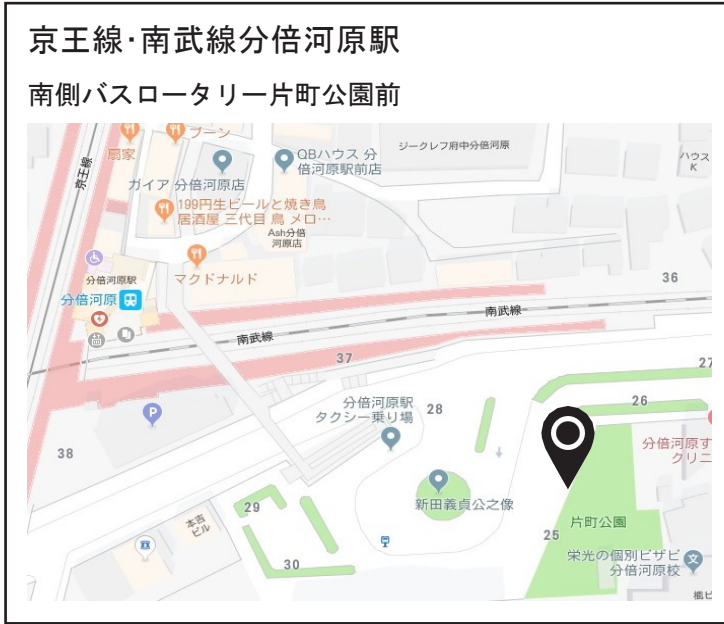 京王線・南武線分倍河原駅
南側バスロータリー片町公園前
扇家
ブーン
京王線
ガイア 分倍河原店
QBハウス 分
倍河原駅前店
ジークレフ府中分倍河原
ハウス
K
199円生ビールと焼き鳥
居酒屋 三代目 鳥 メロ…
Ash分倍
河原店
マクドナルド
分倍河原駅
分倍河原
36
南武線
南武線
37
27
26
分倍河原駅
タクシー乗り場
28
P
38
分倍河原す
クリニ
新田義貞公之像
29
本吉
ビル
30
25
片町公園
栄光の個別ビザビ
分倍河原校
文
楓ビ